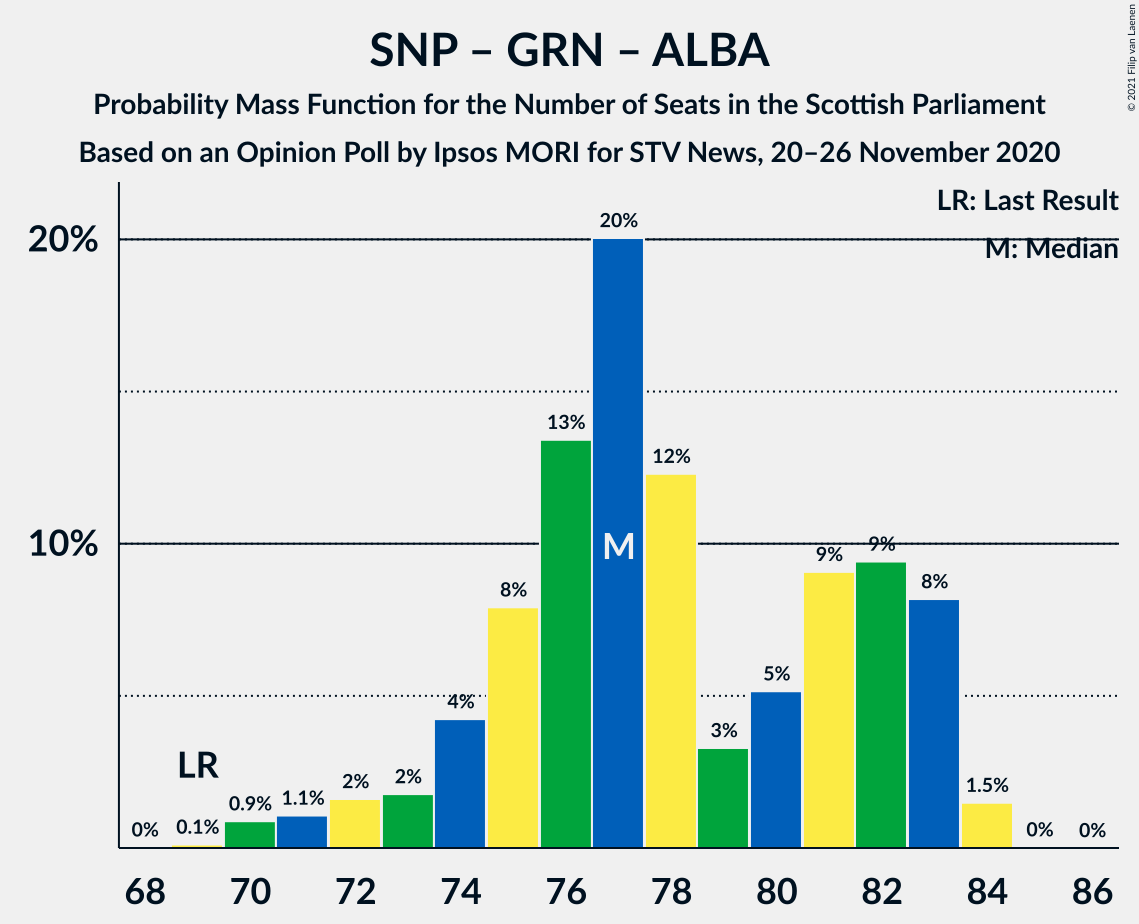 SNP – GRN – ALBA
Probability Mass Function for the Number of Seats in the Scottish Parliament
Based on an Opinion Poll by Ipsos MORI for STV News, 20–26 November 2020
© 2021 Filip van Laenen
LR: Last Result
M: Median
20%
10%
0%
0.1%
0.9%
1.1%
2%
2%
4%
8%
13%
20%
12%
3%
5%
9%
9%
8%
1.5%
0%
0%
LR
M
68 70 72 74 76 78 80 82 84 86